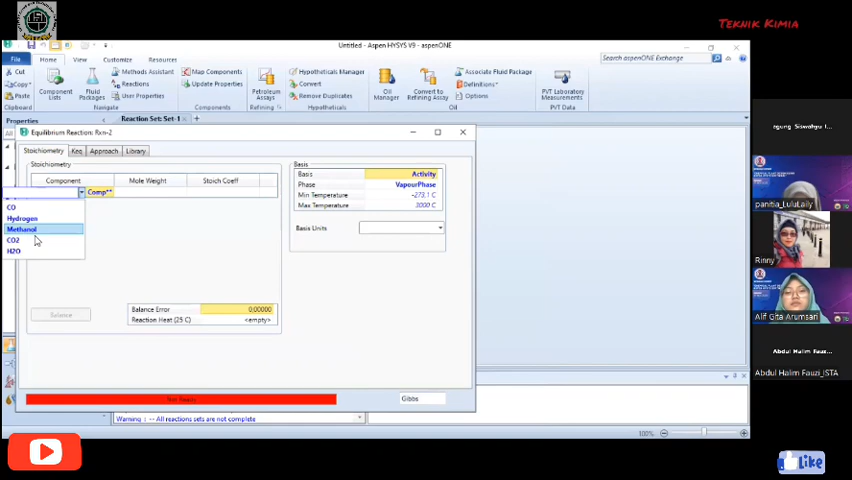 TEKNIK KIMIA
Untitled - Aspen HYSYS V9 - aspenONE
File Home View Customize Resources
Search aspenONE Exchange
Cut
Copy
Paste
Component Lists
Fluid Packages
Methods Assistant
Reactions
User Properties
Map Components
Update Properties
Petroleum Assays
Hypotheticals Manager
Convert
Remove Duplicates
Oil Manager
Convert to Refining Assay
Associate Fluid Package
Definitions
Options
PVT Laboratory Measurements
Navigate Components Refining Hypotheticals Oil PVT Data
Properties
Reaction Set: Set-1
All
Equilibrium Reaction: Rxn-2
Stoichiometry Keq Approach Library
Stoichiometry
Component Mole Weight Stoich Coeff
Comp**
CO
Hydrogen
Methanol
CO2
H2O
Balance
Balance Error 0,00000
Reaction Heat (25 C) <empty>
Basis
Basis Activity
Phase VapourPhase
Min Temperature -273,1 C
Max Temperature 3000 C
Basis Units
Not Ready
Gibbs
Warning : -- All reactions sets are not complete
100%
panitia_LulaLaily
Rinny
Alif Gita Arumsari
Abdul Halim Fauzi...
Abdul Halim Fauzi_ISTA
Like